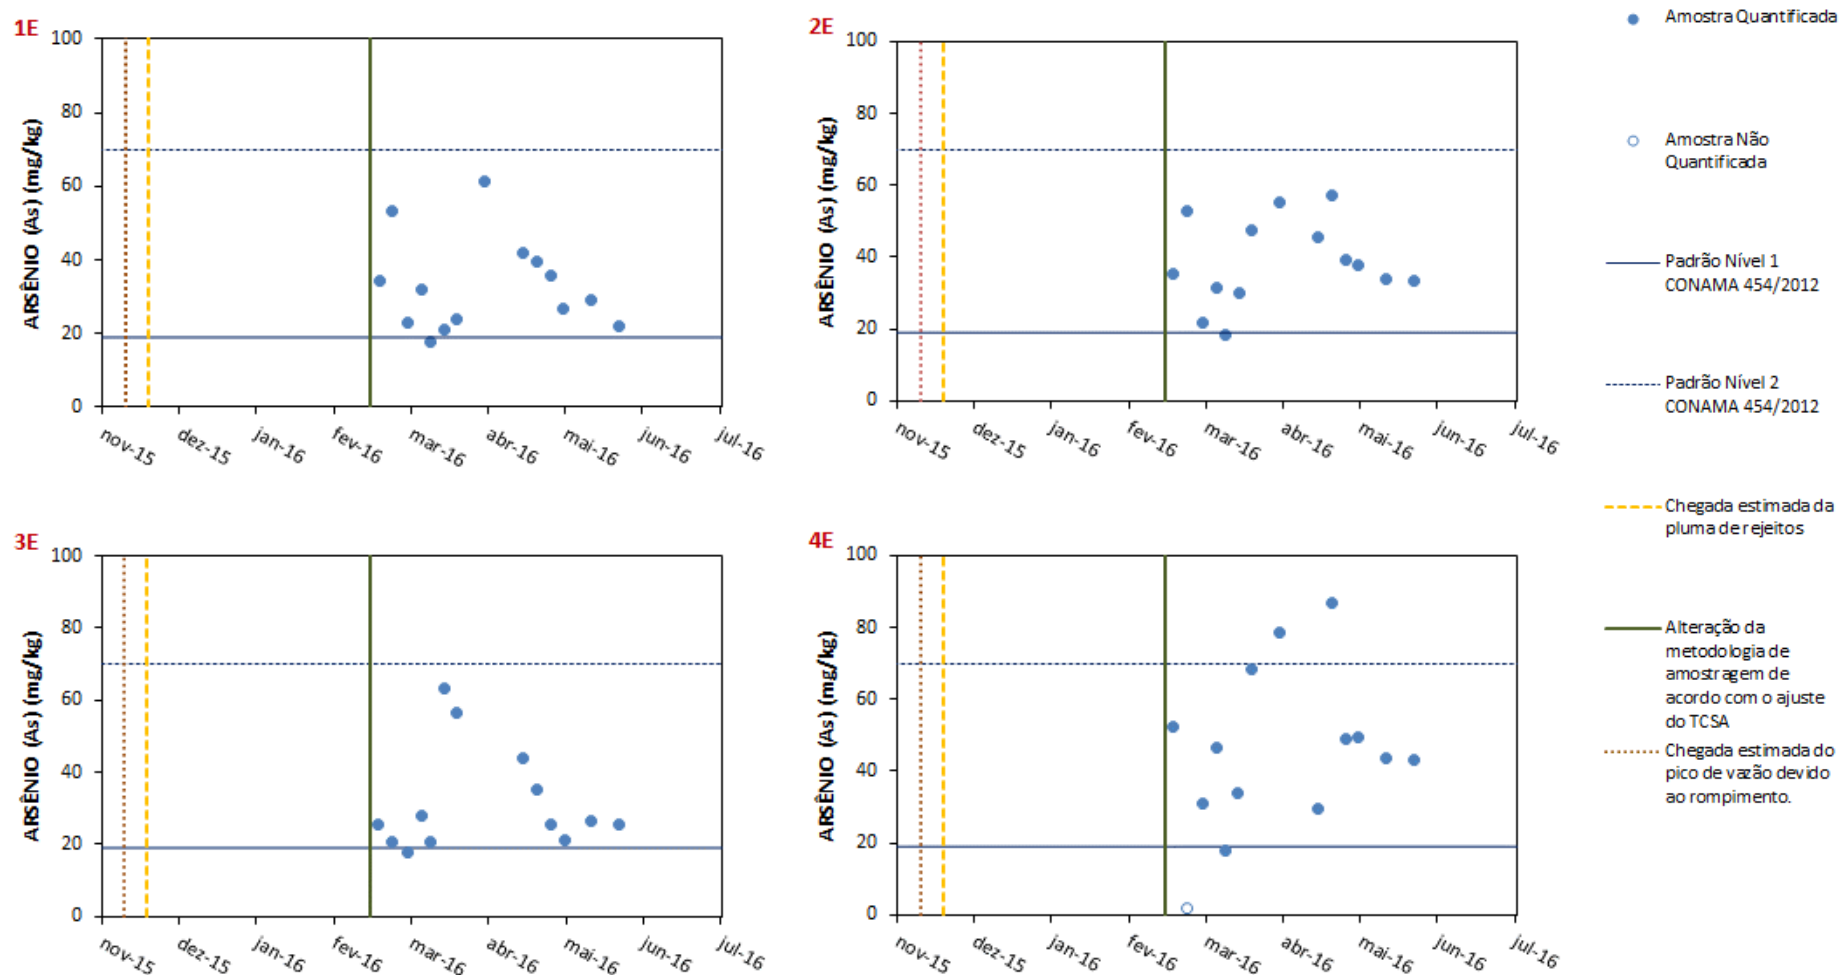 1E
ARSÊNIO (As) (mg/kg)
100
80
60
40
20
0
nov-15
dez-15
jan-16
fev-16
mar-16
abr-16
mai-16
jun-16
jul-16
2E
ARSÊNIO (As) (mg/kg)
100
80
60
40
20
0
nov-15
dez-15
jan-16
fev-16
mar-16
abr-16
mai-16
jun-16
jul-16
3E
ARSÊNIO (As) (mg/kg)
100
80
60
40
20
0
nov-15
dez-15
jan-16
fev-16
mar-16
abr-16
mai-16
jun-16
jul-16
4E
ARSÊNIO (As) (mg/kg)
100
80
60
40
20
0
nov-15
dez-15
jan-16
fev-16
mar-16
abr-16
mai-16
jun-16
jul-16
Amostra Quantificada
Amostra Não
Quantificada
Padrão Nível 1
CONAMA 454/2012
Padrão Nível 2
CONAMA 454/2012
Chegada estimada da
pluma de rejeitos
Alteração da
metodologia de
amostragem de
acordo com o ajuste
do TCSA
Chegada estimada do
pico de vazão devido
ao rompimento.